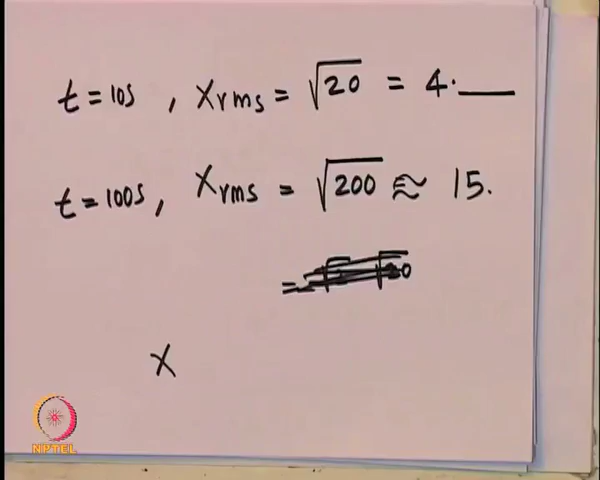 t = 10s , Xrms = √20 = 4.___
t = 100s , Xrms = √200 ≈ 15.
X
NPTEL